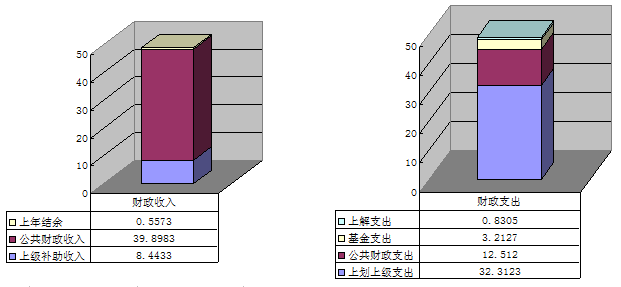 50
40
30
20
10
0
财政收入
上年结余 0.5573
公共财政收入 39.8983
上级补助收入 8.4433
50
40
30
20
10
0
财政支出
上解支出 0.8305
基金支出 3.2127
公共财政支出 12.512
上划上级支出 32.3123